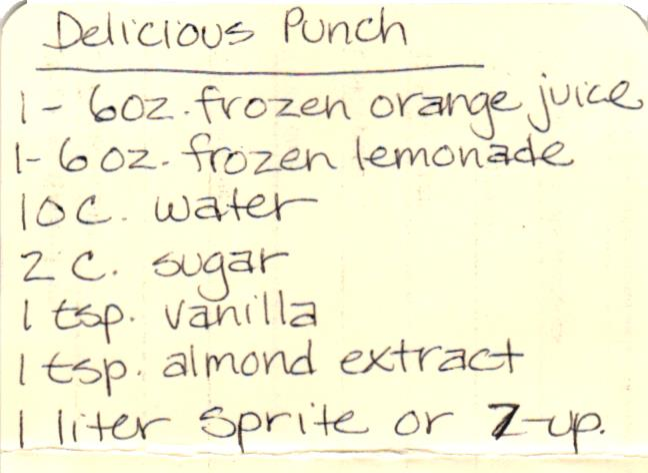 Delicious Punch
1 - 6oz. frozen orange juice
1 - 6 oz. frozen lemonade
10 c. water
2 c. sugar
1 tsp. vanilla
1 tsp. almond extract
1 liter sprite or 7-up.